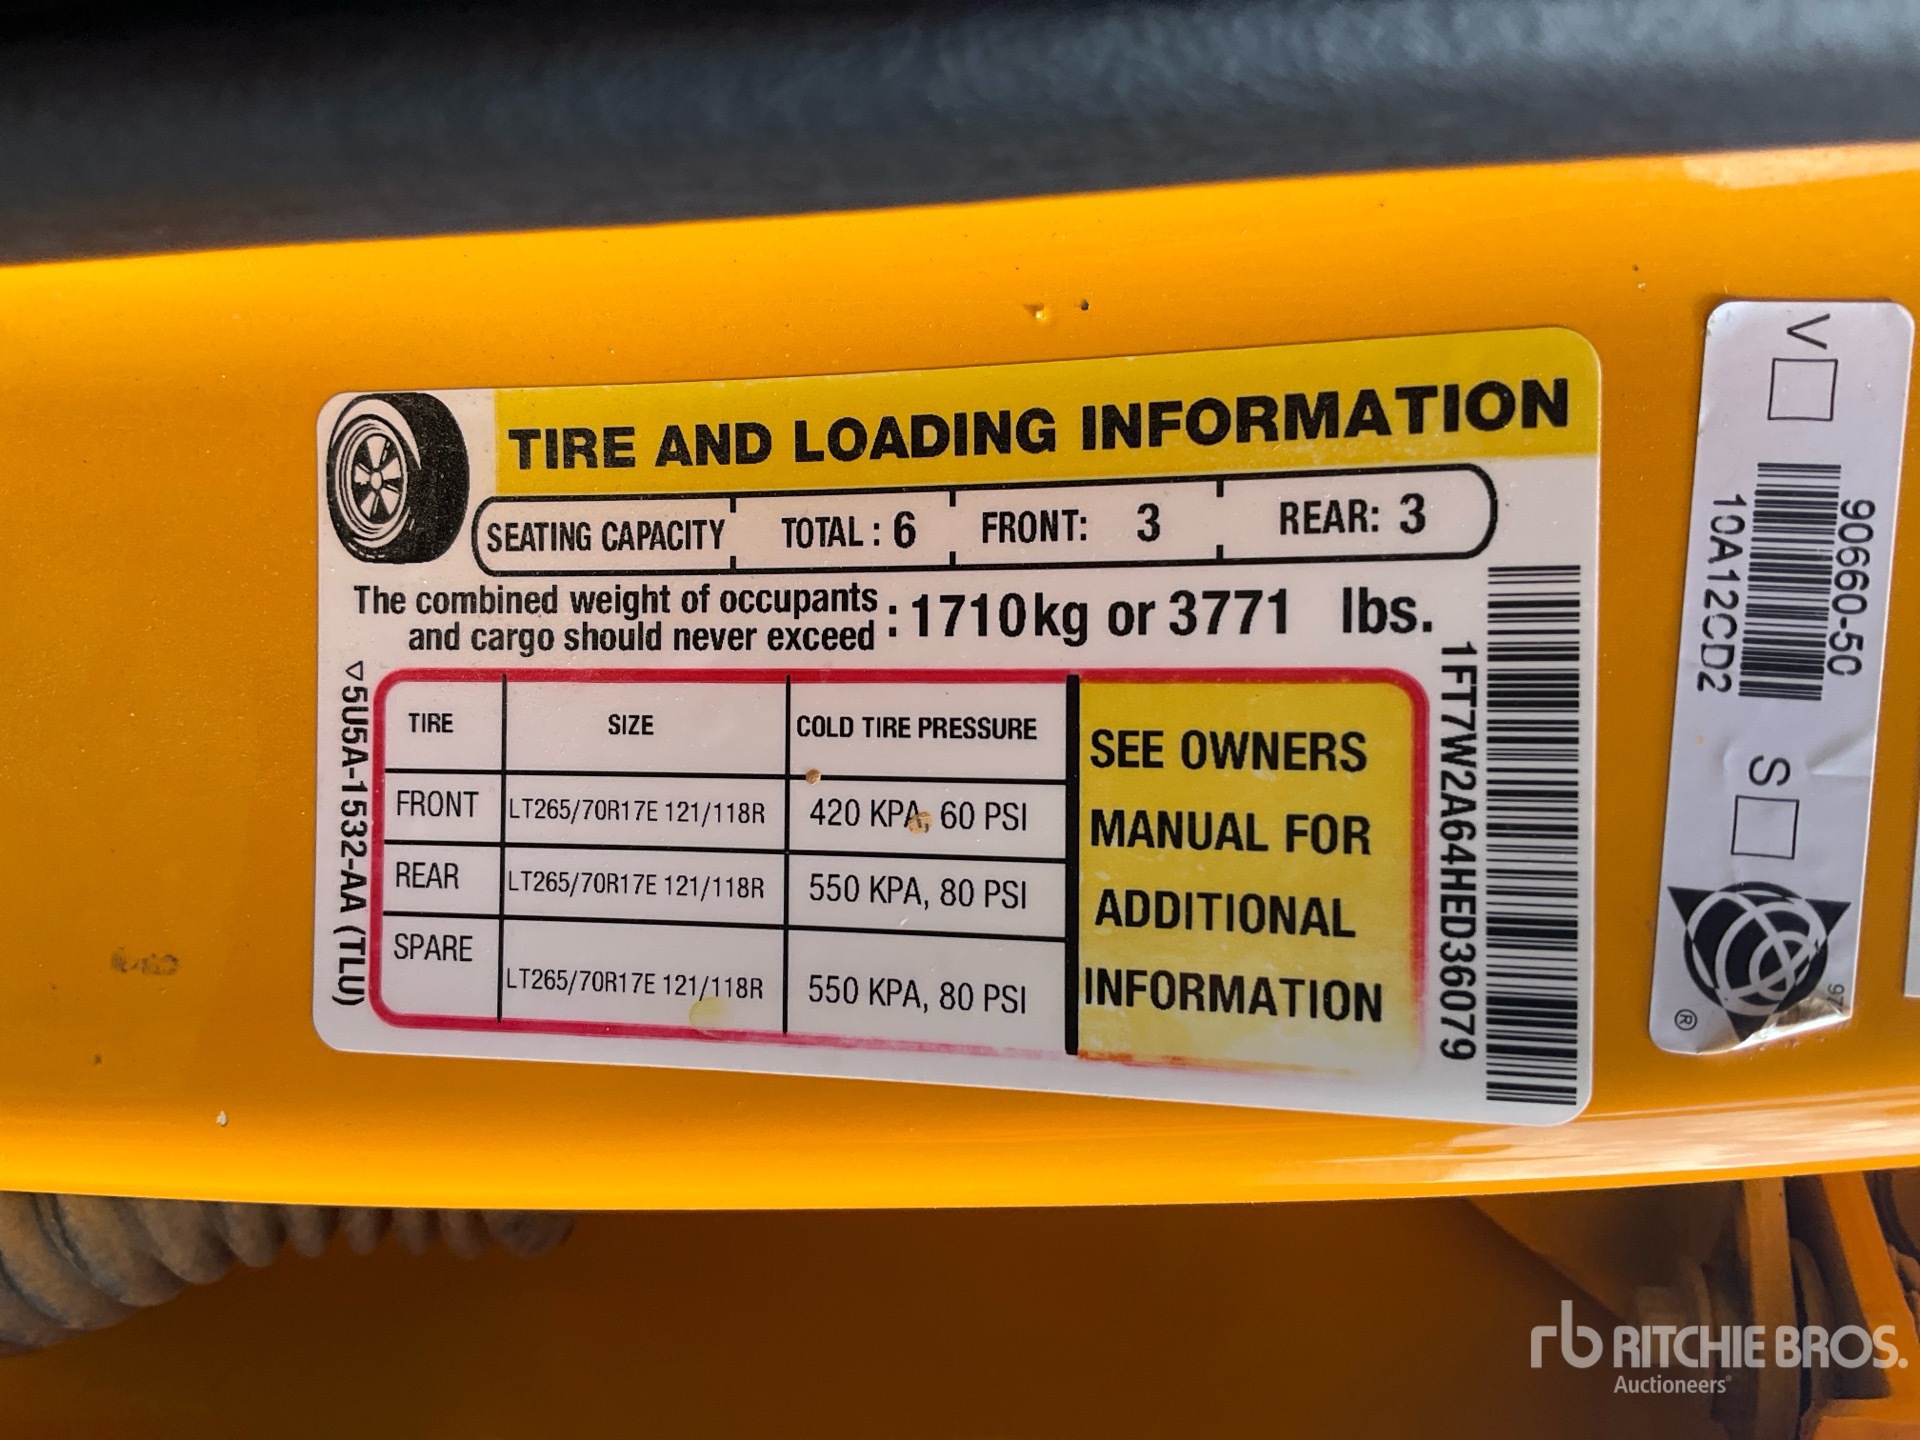 TIRE AND LOADING INFORMATION
SEATING CAPACITY TOTAL : 6 FRONT: 3 REAR: 3
The combined weight of occupants
and cargo should never exceed : 1710kg or 3771 lbs.
TIRE SIZE COLD TIRE PRESSURE
FRONT LT265/70R17E 121/118R 420 KPA, 60 PSI
REAR LT265/70R17E 121/118R 550 KPA, 80 PSI
SPARE LT265/70R17E 121/118R 550 KPA, 80 PSI
SEE OWNERS
MANUAL FOR
ADDITIONAL
INFORMATION
5U5A-1532-AA (TLU)
1FT7W2A64HED36079
V
S
90660-50
10A12CD2
®
rb RITCHIE BROS.
Auctioneers